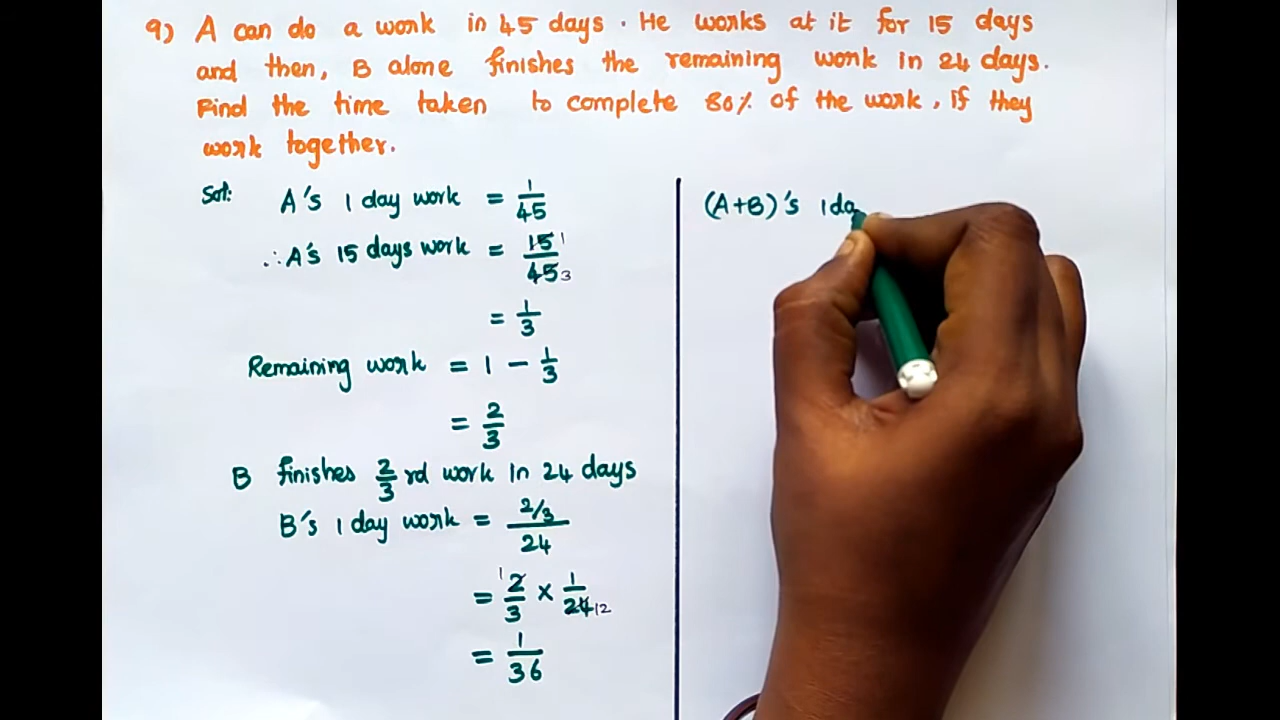 9) A can do a work in 45 days. He works at it for 15 days
and then, B alone finishes the remaining work in 24 days.
Find the time taken to complete 80% of the work, if they
work together.
Sol: A's 1 day work = 1/45
∴A's 15 days work = 15/45 1 3
= 1/3
Remaining work = 1 - 1/3
= 2/3
B finishes 2/3 rd work in 24 days
B's 1 day work = 2/3 / 24
= 2/3 × 1/24 1 12
= 1/36
(A+B)'s 1 da